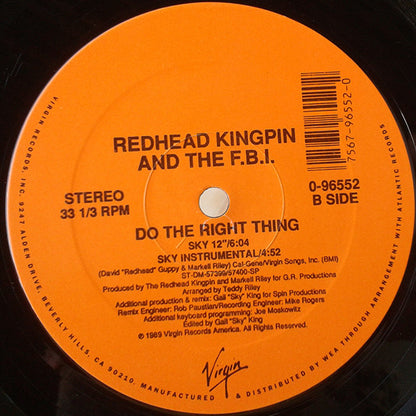 REDHEAD KINGPIN
AND THE F.B.I.
7567-96552-0
STEREO
33 1/3 RPM
0-96552
B SIDE
DO THE RIGHT THING
SKY 12"/6:04
SKY INSTRUMENTAL/4:52
(David "Redhead" Guppy & Markell Riley) Cal-Gene/Virgin Songs, Inc. (BMI)
ST-DM-57399/57400-SP
Produced by The Redhead Kingpin and Markell Riley for G.R. Productions
Arranged by Teddy Riley
Additional production & remix: Gail "Sky" King for Spin Productions
Remix Engineer: Rob Paustian/Recording Engineer: Mike Rogers
Additional keyboard programming: Joe Moskowitz
Edited by Gail "Sky" King
℗ 1989 Virgin Records America. All Rights Reserved.
Virgin
VIRGIN RECORDS, INC. 9247 ALDEN DRIVE, BEVERLY HILLS, CA 90210. MANUFACTURED & DISTRIBUTED BY WEA THROUGH ARRANGEMENT WITH ATLANTIC RECORDS